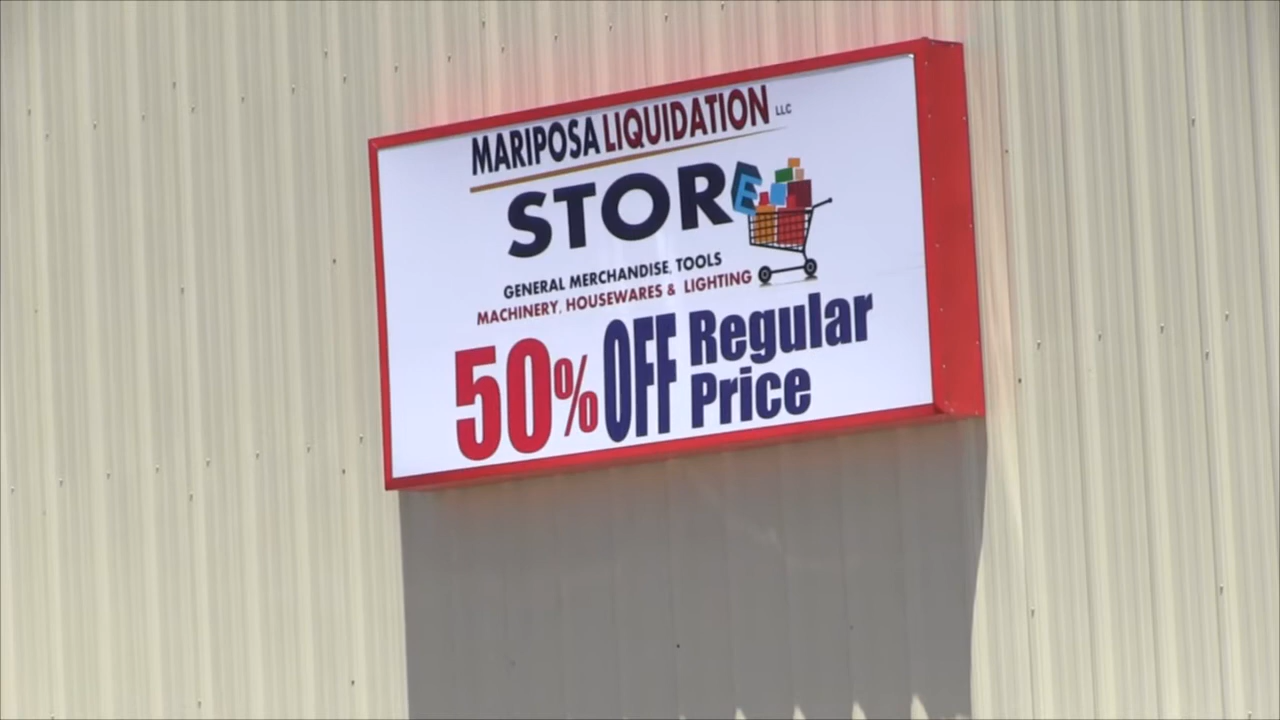 MARIPOSA LIQUIDATION LLC
STORE
GENERAL MERCHANDISE, TOOLS
MACHINERY, HOUSEWARES & LIGHTING
50% OFF Regular
Price